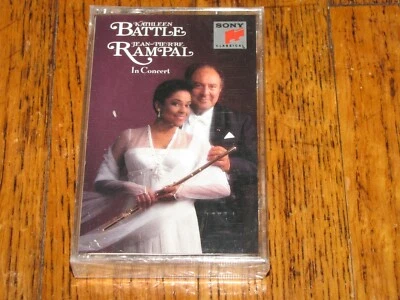 KATHLEEN
BATTLE
JEAN-PIERRE
RAMPAL
In Concert
SONY
CLASSICAL